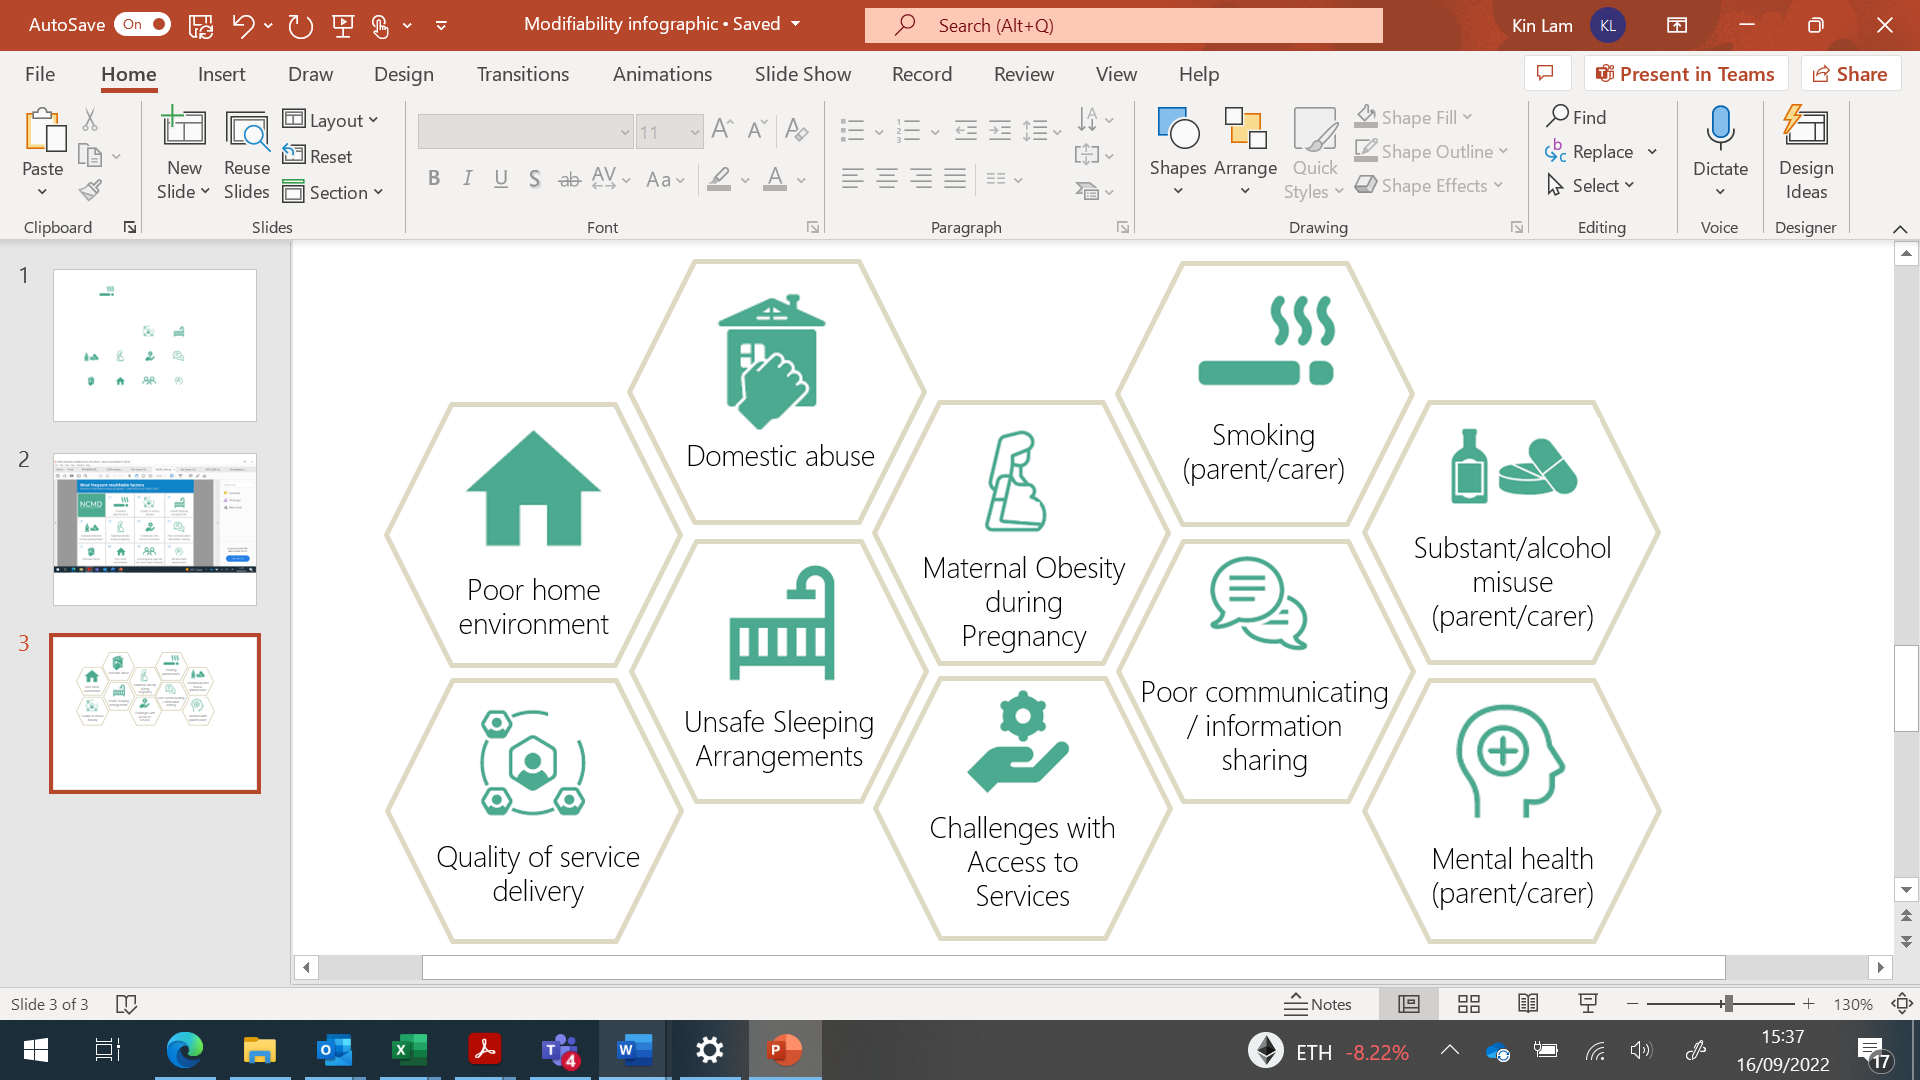 AutoSave On
Modifiability infographic • Saved
Search (Alt+Q)
Kin Lam KL
File Home Insert Draw Design Transitions Animations Slide Show Record Review View Help
Present in Teams Share
Paste
New Slide
Reuse Slides
Layout
Reset
Section
11
B I U S ab AV Aa A
Shapes Arrange Quick Styles
Shape Fill
Shape Outline
Shape Effects
Find
Replace
Select
Dictate
Design Ideas
Clipboard Slides Font Paragraph Drawing Editing Voice Designer
1
2
3
Domestic abuse
Smoking
(parent/carer)
Poor home
environment
Maternal Obesity
during
Pregnancy
Substant/alcohol
misuse
(parent/carer)
Unsafe Sleeping
Arrangements
Poor communicating
/ information
sharing
Quality of service
delivery
Challenges with
Access to
Services
Mental health
(parent/carer)
Slide 3 of 3
Notes
130%
4
ETH -8.22%
15:37
16/09/2022
17